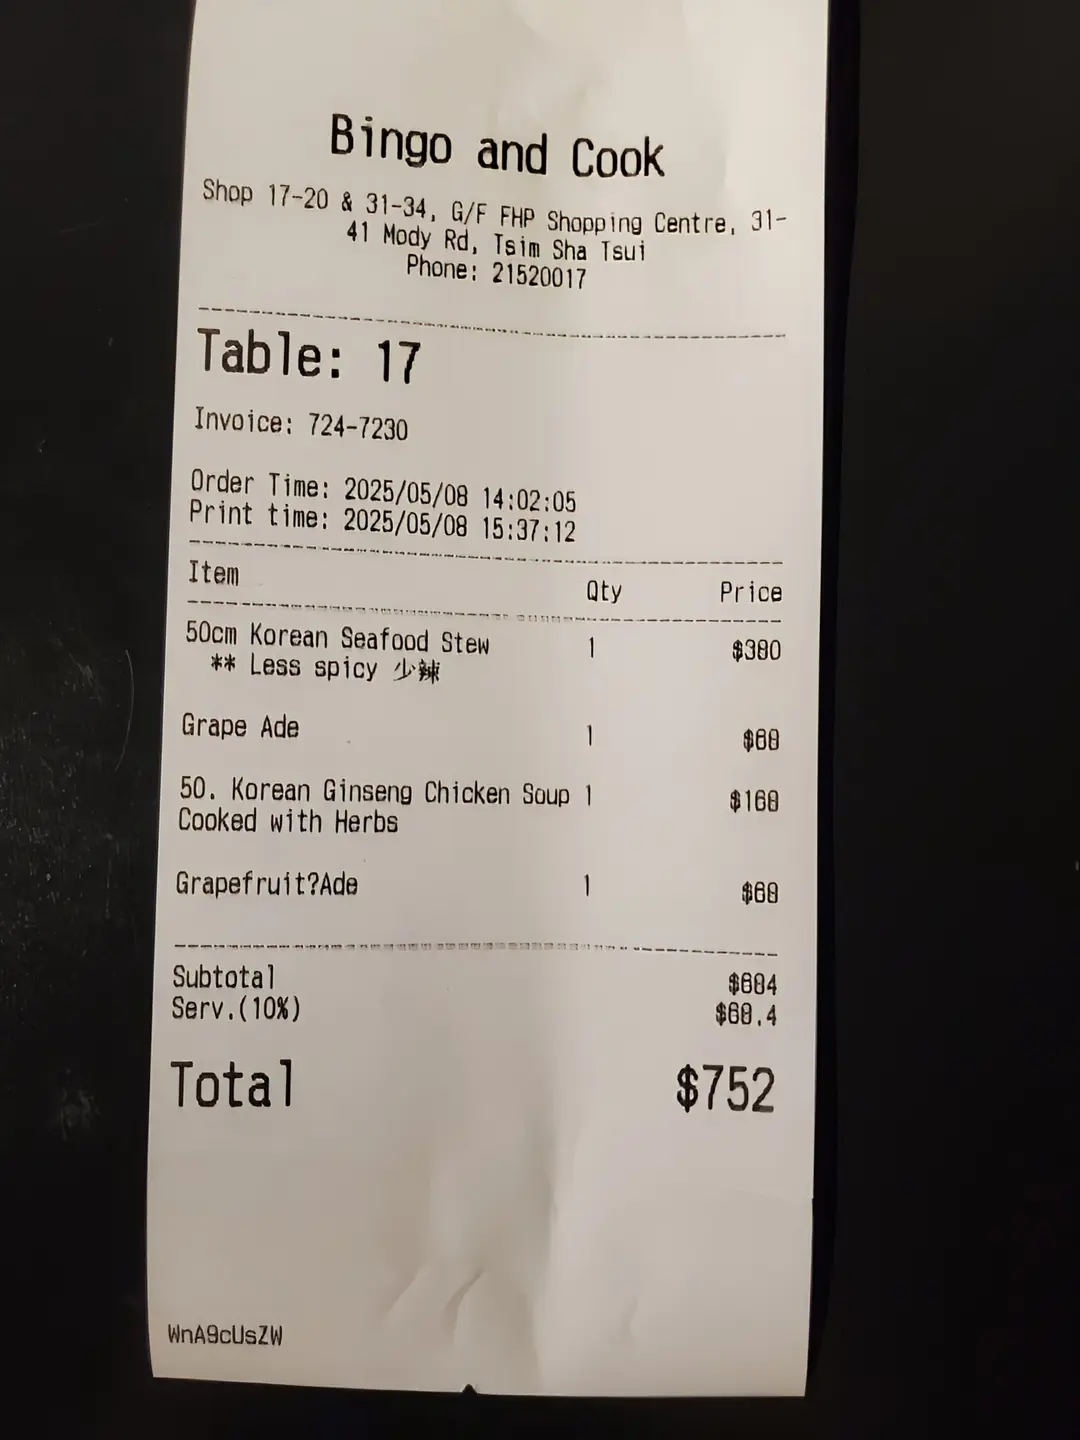 Bingo and Cook
Shop 17-20 & 31-34, G/F FHP Shopping Centre, 31-
41 Mody Rd, Tsim Sha Tsui
Phone: 21520017
Table: 17
Invoice: 724-7230
Order Time: 2025/05/08 14:02:05
Print time: 2025/05/08 15:37:12
Item Qty Price
50cm Korean Seafood Stew 1 $380
** Less spicy 少辣
Grape Ade 1 $68
50. Korean Ginseng Chicken Soup 1 $168
Cooked with Herbs
Grapefruit?Ade 1 $68
Subtotal $684
Serv.(10%) $68.4
Total $752
WnA9cUsZW